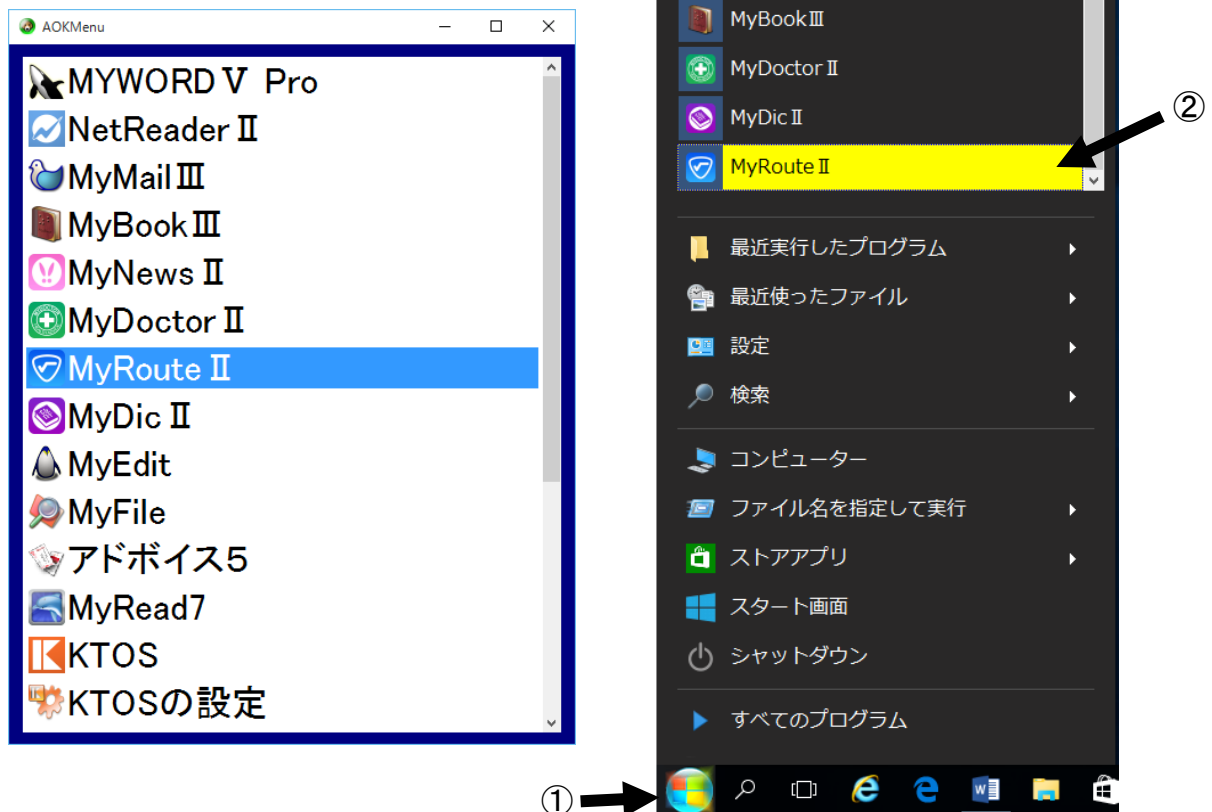 AOKMenu
MYWORDⅤ Pro
NetReaderⅡ
MyMailⅢ
MyBookⅢ
MyNewsⅡ
MyDoctorⅡ
MyRouteⅡ
MyDicⅡ
MyEdit
MyFile
アドボイス5
MyRead7
KTOS
KTOSの設定
MyBookⅢ
MyDoctorⅡ
MyDicⅡ
MyRouteⅡ
②
最近実行したプログラム
最近使ったファイル
設定
検索
コンピューター
ファイル名を指定して実行
ストアアプリ
スタート画面
シャットダウン
すべてのプログラム
①